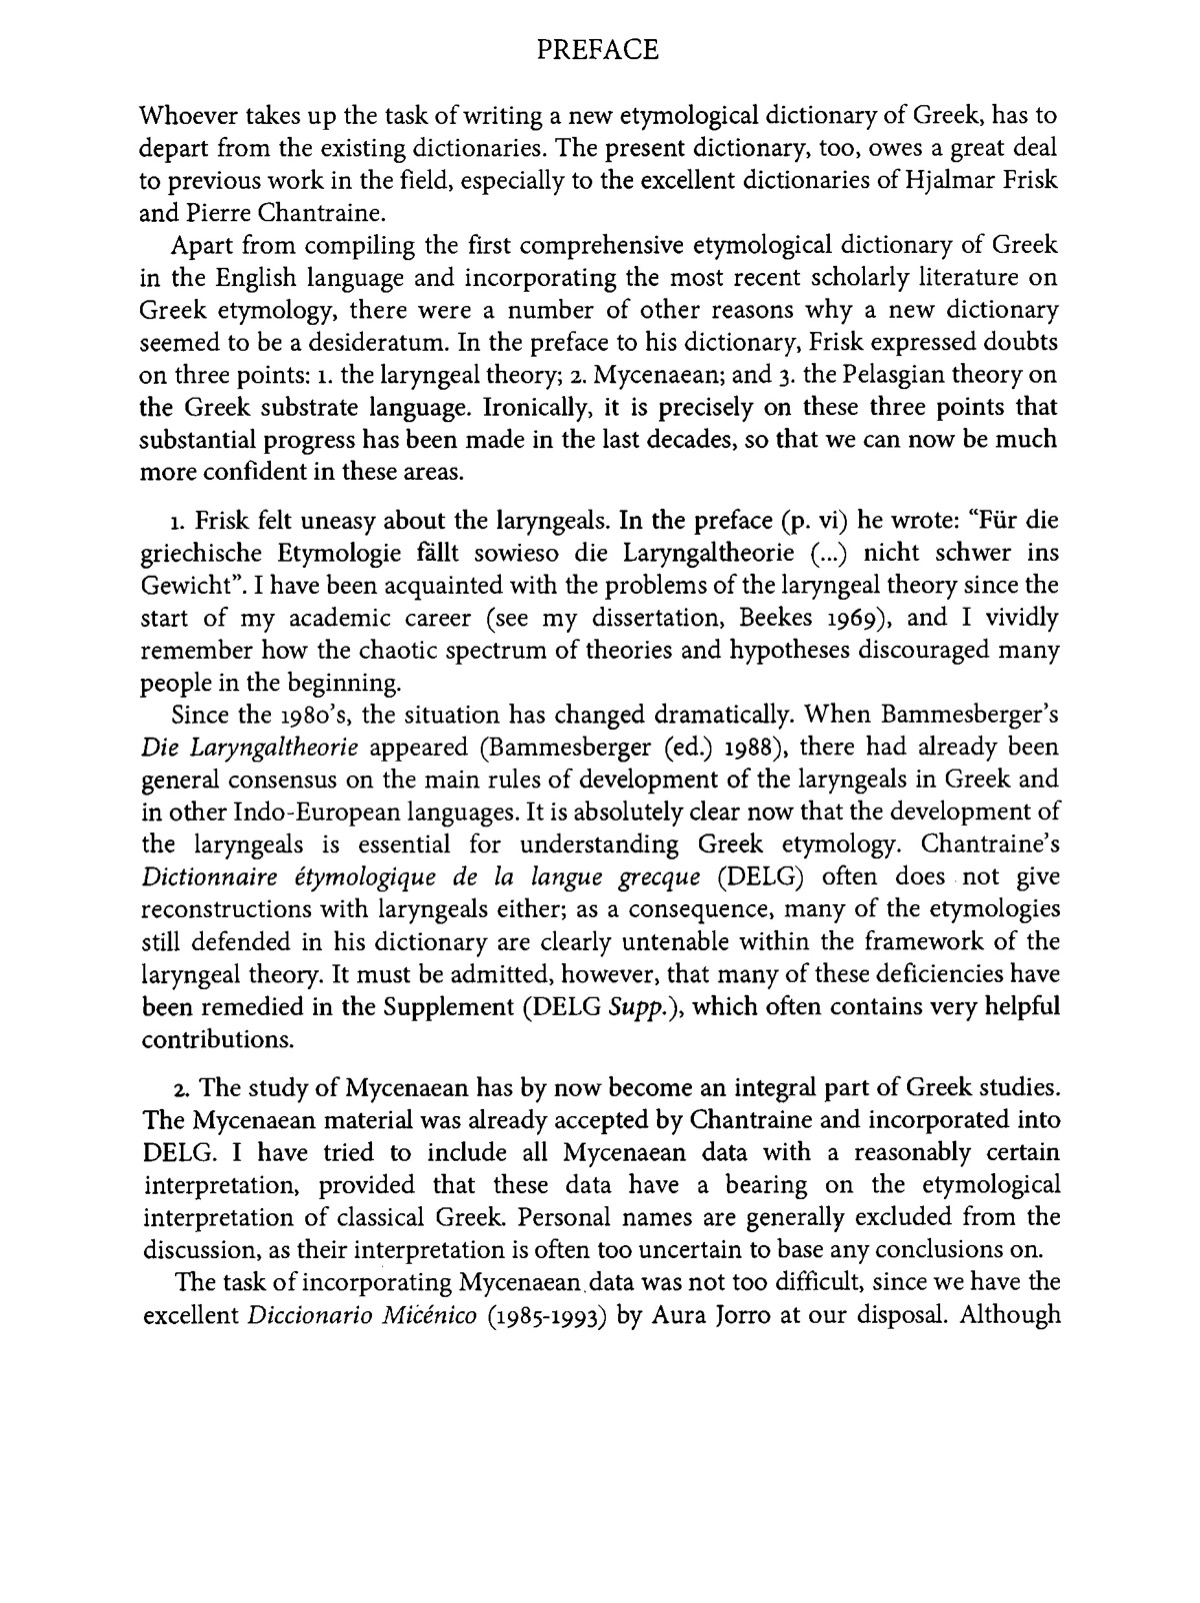 PREFACE
Whoever takes up the task of writing a new etymological dictionary of Greek, has to
depart from the existing dictionaries. The present dictionary, too, owes a great deal
to previous work in the field, especially to the excellent dictionaries of Hjalmar Frisk
and Pierre Chantraine.
Apart from compiling the first comprehensive etymological dictionary of Greek
in the English language and incorporating the most recent scholarly literature on
Greek etymology, there were a number of other reasons why a new dictionary
seemed to be a desideratum. In the preface to his dictionary, Frisk expressed doubts
on three points: 1. the laryngeal theory; 2. Mycenaean; and 3. the Pelasgian theory on
the Greek substrate language. Ironically, it is precisely on these three points that
substantial progress has been made in the last decades, so that we can now be much
more confident in these areas.
1. Frisk felt uneasy about the laryngeals. In the preface (p. vi) he wrote: “Für die
griechische Etymologie fällt sowieso die Laryngaltheorie (...) nicht schwer ins
Gewicht”. I have been acquainted with the problems of the laryngeal theory since the
start of my academic career (see my dissertation, Beekes 1969), and I vividly
remember how the chaotic spectrum of theories and hypotheses discouraged many
people in the beginning.
Since the 1980’s, the situation has changed dramatically. When Bammesberger’s
Die Laryngaltheorie appeared (Bammesberger (ed.) 1988), there had already been
general consensus on the main rules of development of the laryngeals in Greek and
in other Indo-European languages. It is absolutely clear now that the development of
the laryngeals is essential for understanding Greek etymology. Chantraine’s
Dictionnaire étymologique de la langue grecque (DELG) often does not give
reconstructions with laryngeals either; as a consequence, many of the etymologies
still defended in his dictionary are clearly untenable within the framework of the
laryngeal theory. It must be admitted, however, that many of these deficiencies have
been remedied in the Supplement (DELG Supp.), which often contains very helpful
contributions.
2. The study of Mycenaean has by now become an integral part of Greek studies.
The Mycenaean material was already accepted by Chantraine and incorporated into
DELG. I have tried to include all Mycenaean data with a reasonably certain
interpretation, provided that these data have a bearing on the etymological
interpretation of classical Greek. Personal names are generally excluded from the
discussion, as their interpretation is often too uncertain to base any conclusions on.
The task of incorporating Mycenaean data was not too difficult, since we have the
excellent Diccionario Micénico (1985-1993) by Aura Jorro at our disposal. Although